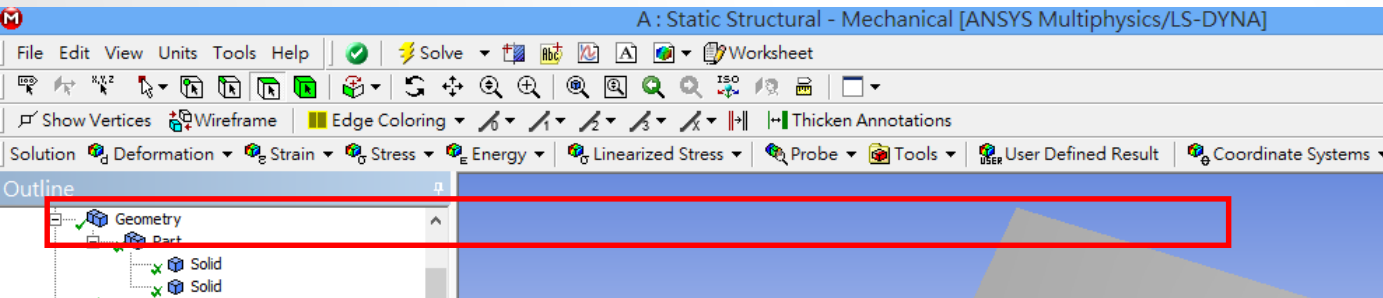 A : Static Structural - Mechanical [ANSYS Multiphysics/LS-DYNA]
File Edit View Units Tools Help Solve Worksheet
Show Vertices Wireframe Edge Coloring Thicken Annotations
Solution Deformation Strain Stress Energy Linearized Stress Probe Tools User Defined Result Coordinate Systems
Outline
Geometry
Part
Solid
Solid